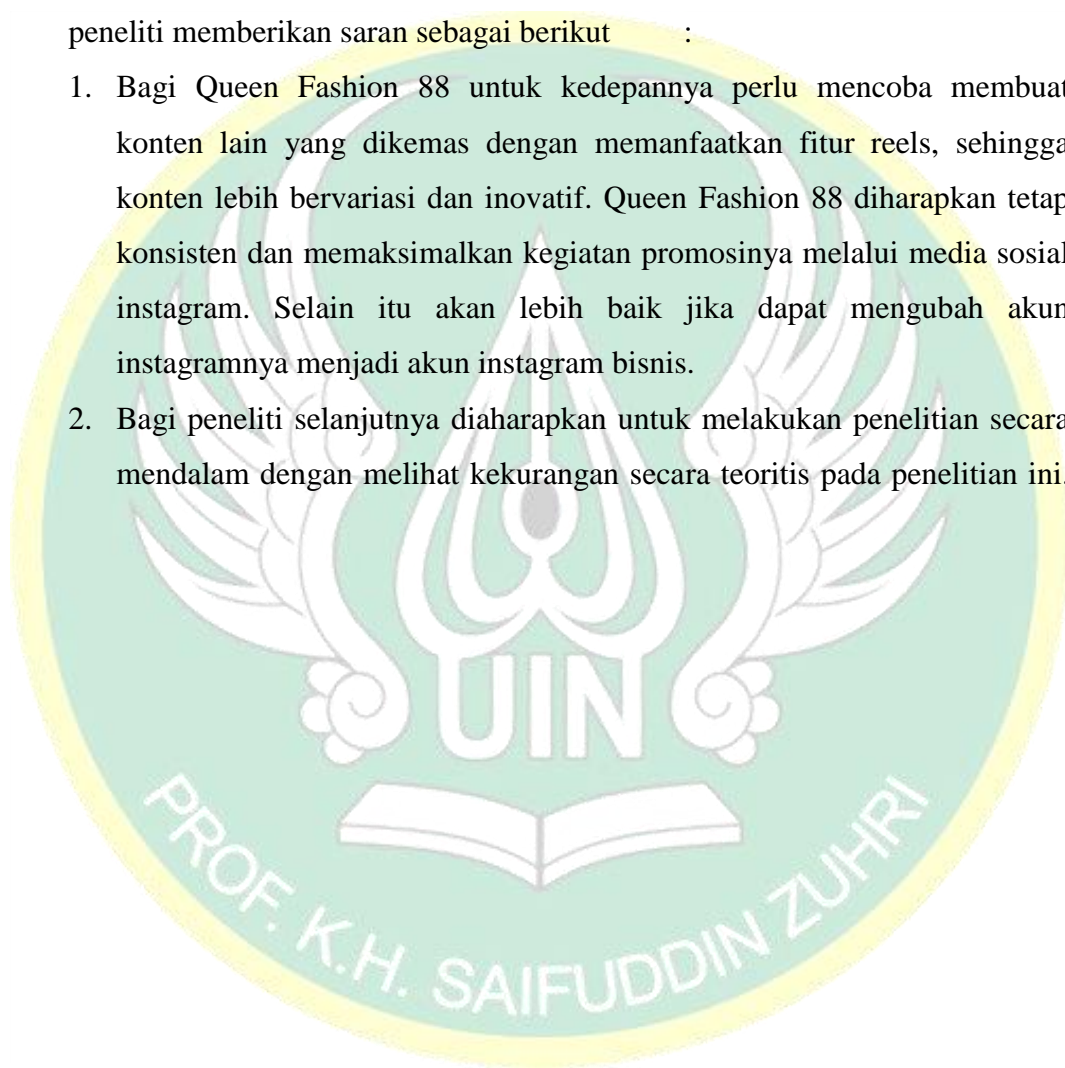 peneliti memberikan saran sebagai berikut :
1. Bagi Queen Fashion 88 untuk kedepannya perlu mencoba membuat
konten lain yang dikemas dengan memanfaatkan fitur reels, sehingga
konten lebih bervariasi dan inovatif. Queen Fashion 88 diharapkan tetap
konsisten dan memaksimalkan kegiatan promosinya melalui media sosial
instagram. Selain itu akan lebih baik jika dapat mengubah akun
instagramnya menjadi akun instagram bisnis.
2. Bagi peneliti selanjutnya diaharapkan untuk melakukan penelitian secara
mendalam dengan melihat kekurangan secara teoritis pada penelitian ini.
UIN
PROF. K.H. SAIFUDDIN ZUHRI